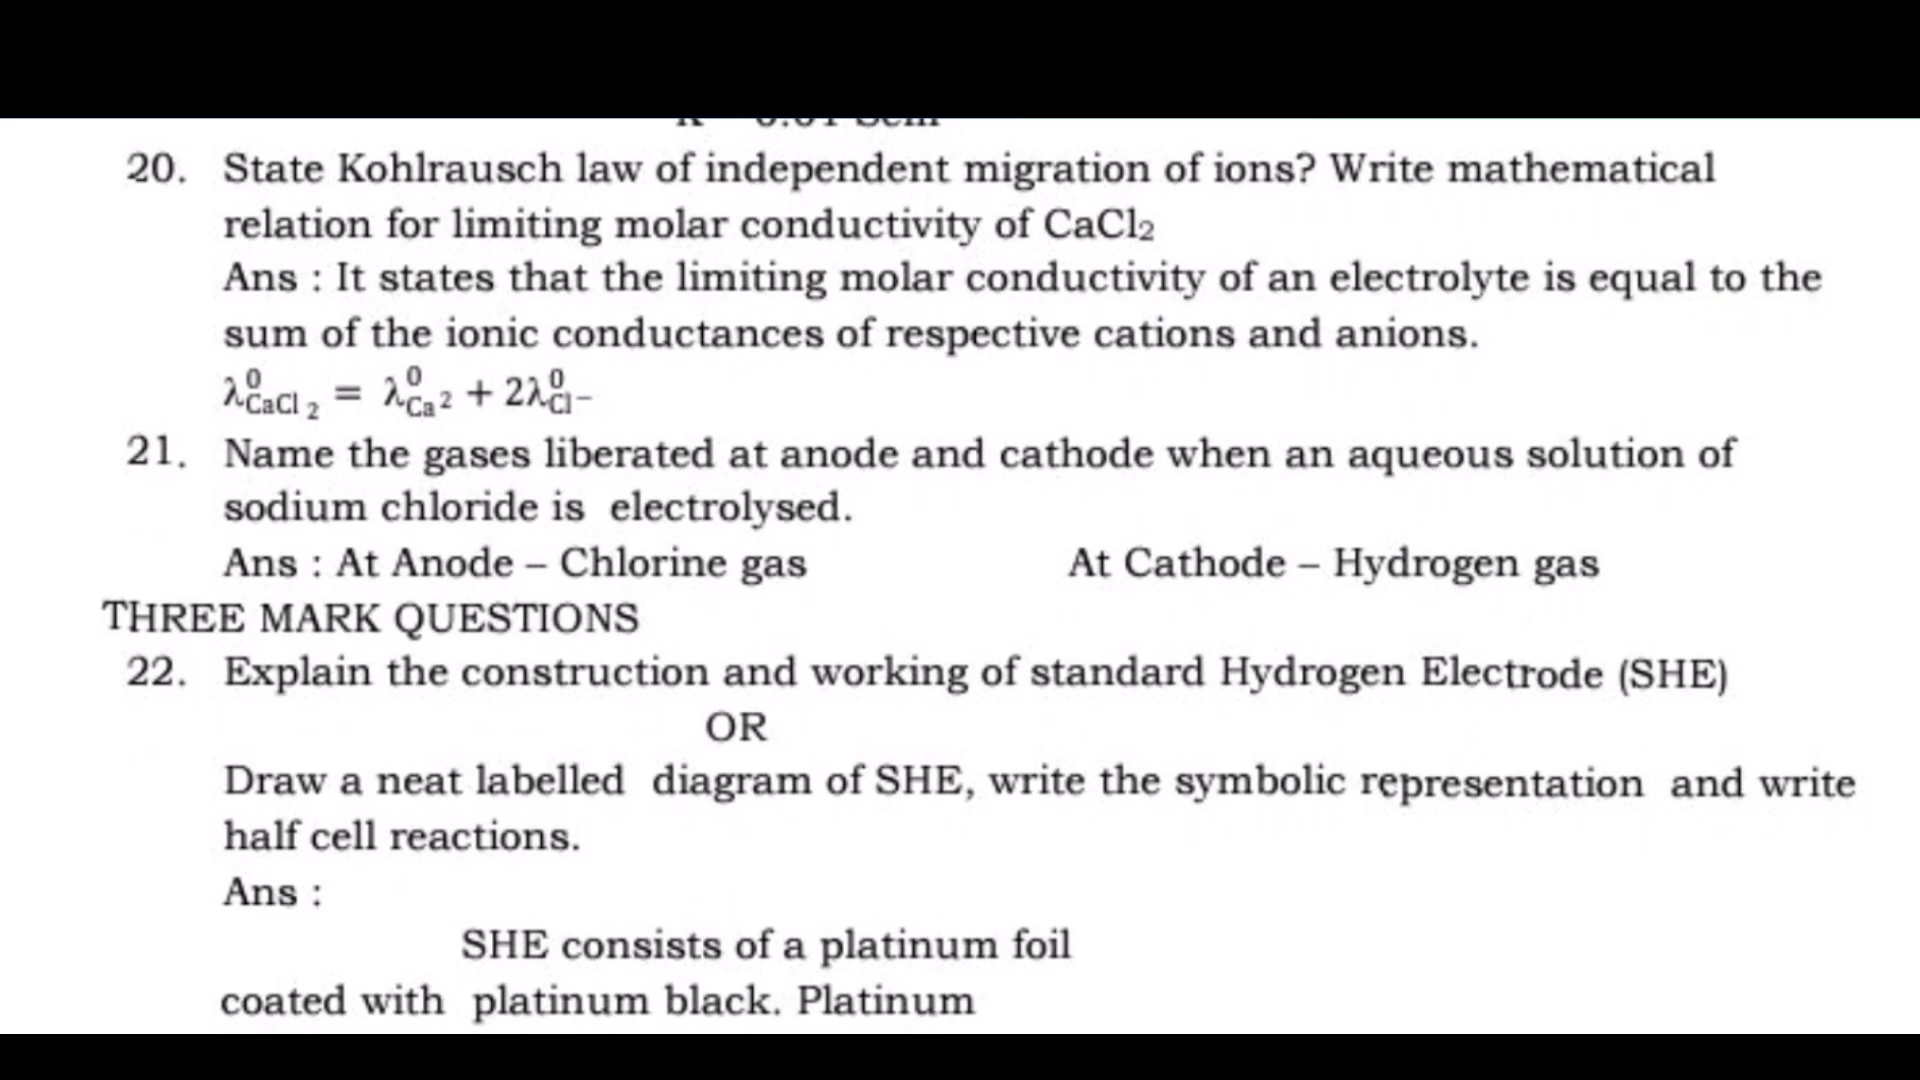 20. State Kohlrausch law of independent migration of ions? Write mathematical
relation for limiting molar conductivity of CaCl₂
Ans : It states that the limiting molar conductivity of an electrolyte is equal to the
sum of the ionic conductances of respective cations and anions.
λ⁰CaCl₂ = λ⁰Ca² + 2λ⁰Cl⁻
21. Name the gases liberated at anode and cathode when an aqueous solution of
sodium chloride is electrolysed.
Ans : At Anode – Chlorine gas At Cathode – Hydrogen gas
THREE MARK QUESTIONS
22. Explain the construction and working of standard Hydrogen Electrode (SHE)
OR
Draw a neat labelled diagram of SHE, write the symbolic representation and write
half cell reactions.
Ans :
SHE consists of a platinum foil
coated with platinum black. Platinum